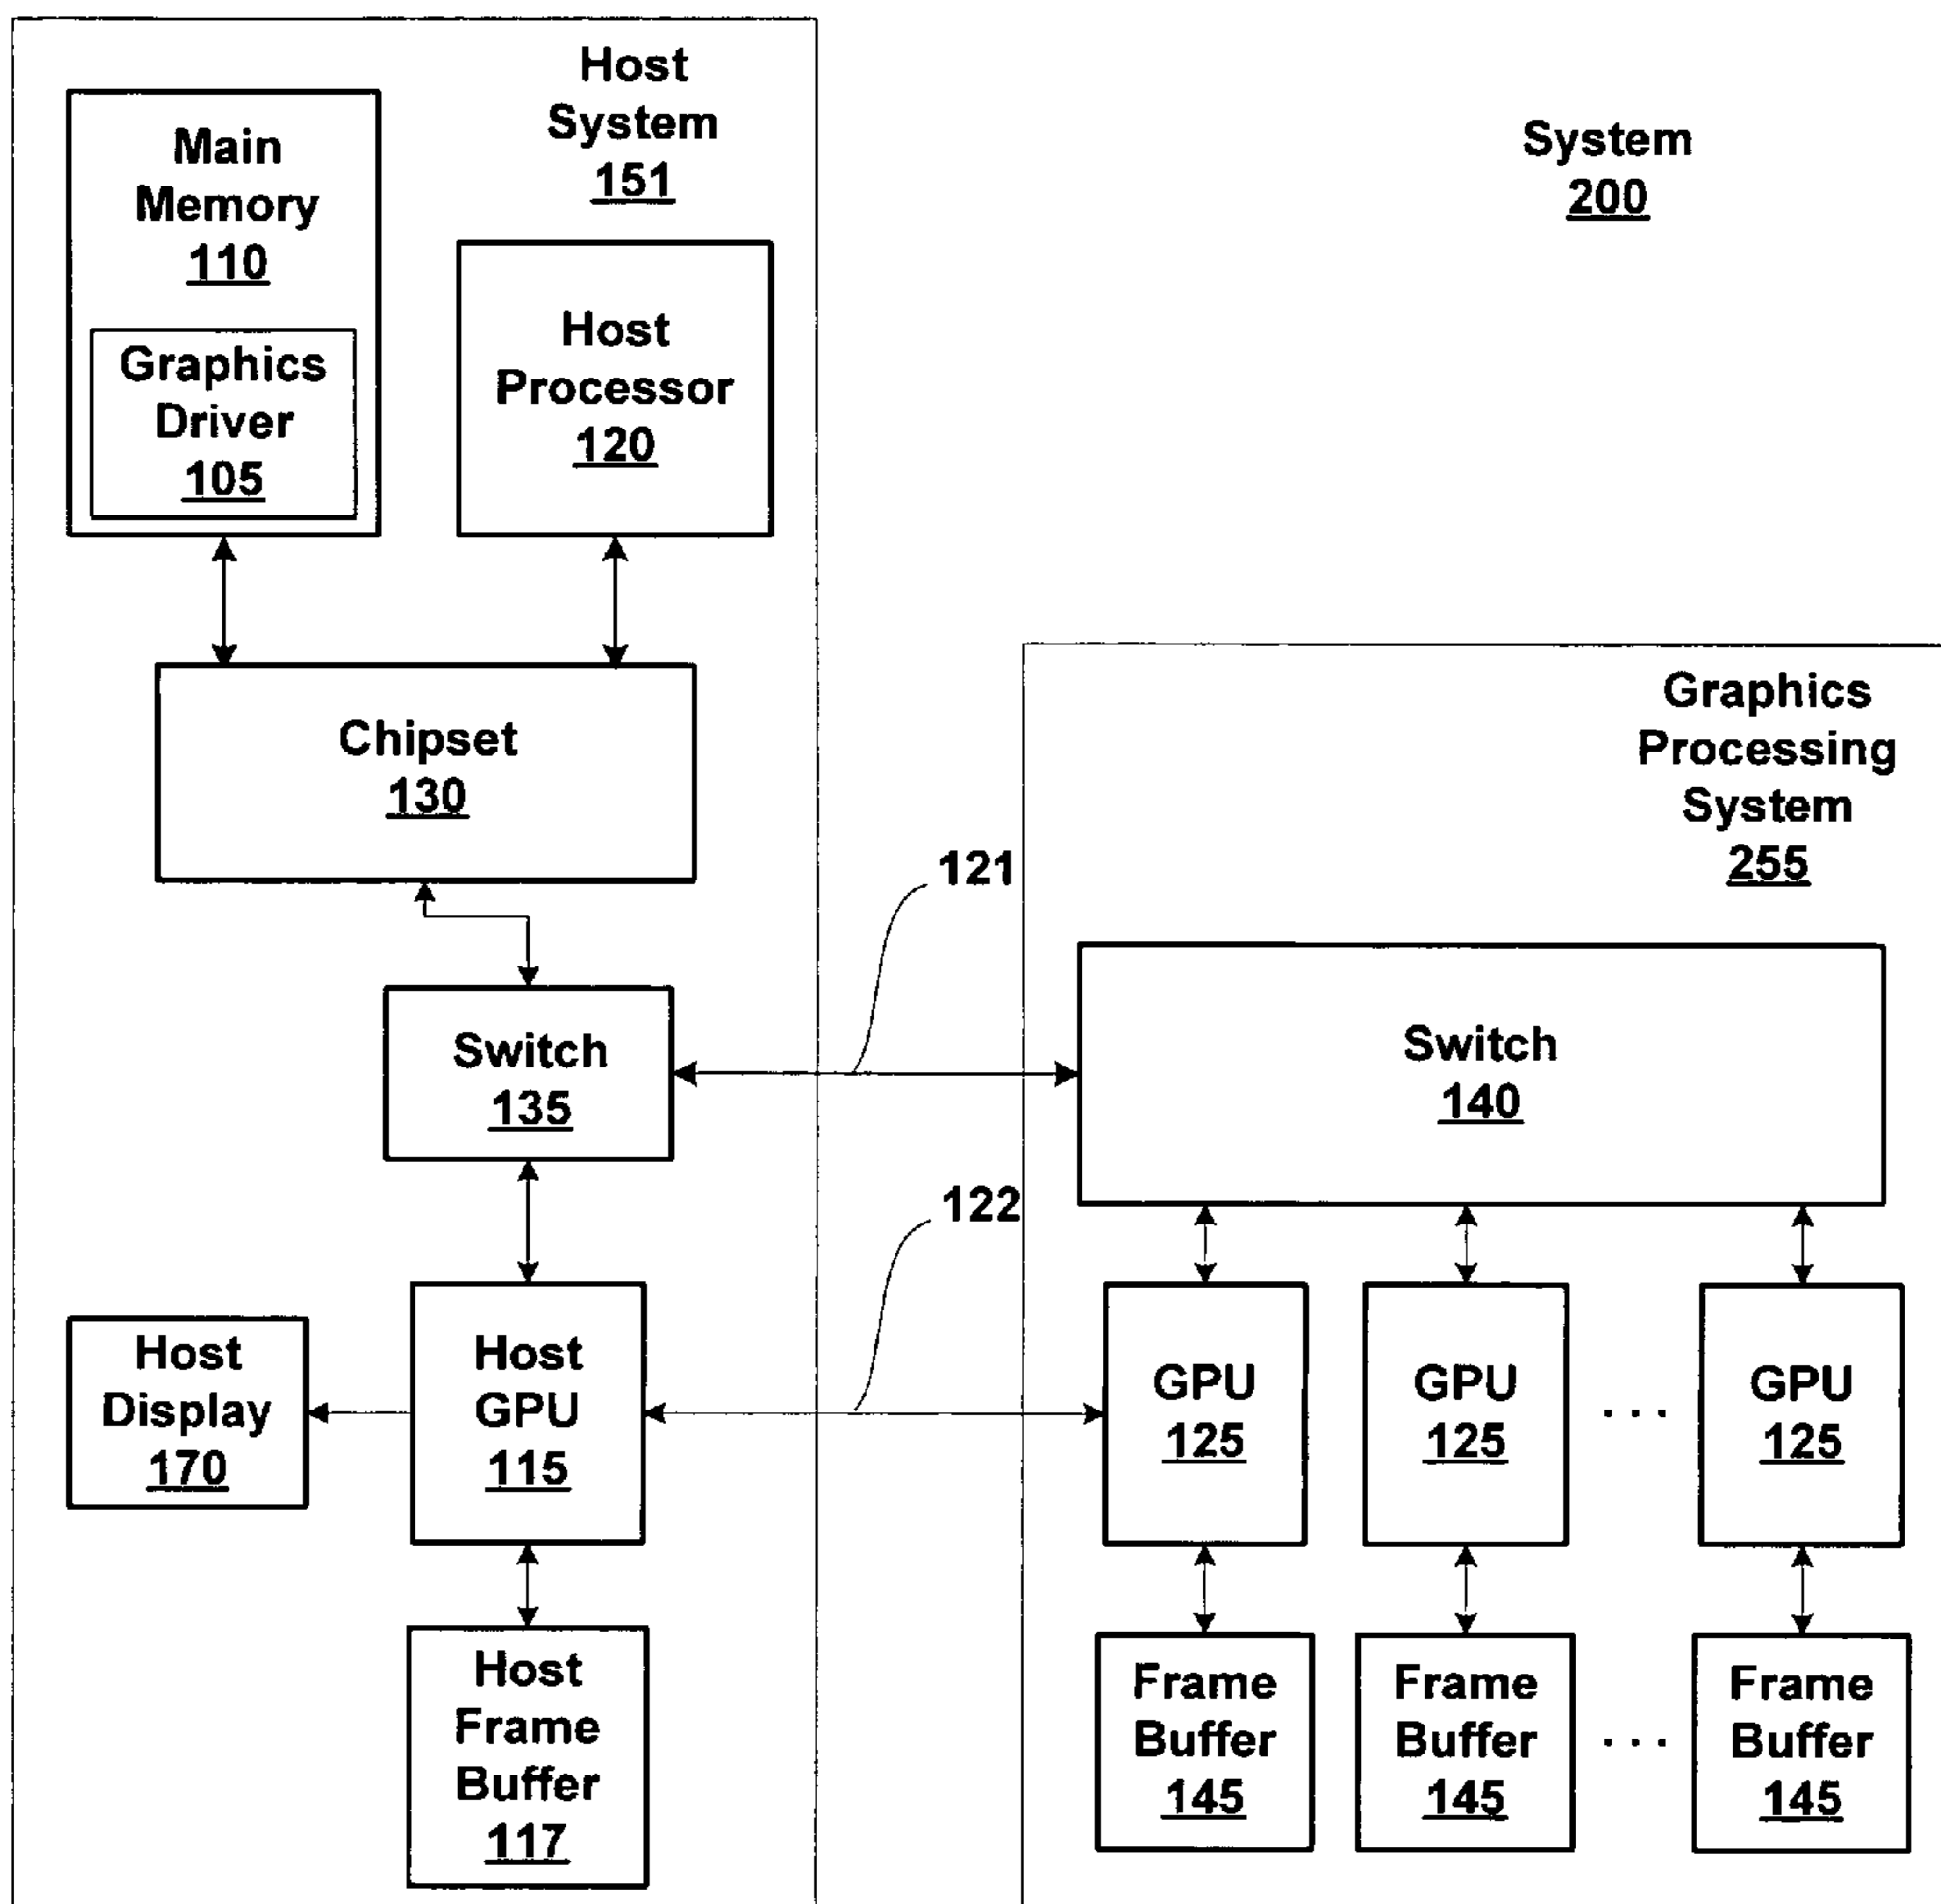 Host
System
151
System
200
Main
Memory
110
Graphics
Driver
105
Host
Processor
120
Chipset
130
Graphics
Processing
System
255
121
Switch
135
Switch
140
122
Host
Display
170
Host
GPU
115
GPU
125
GPU
125
. . .
GPU
125
Host
Frame
Buffer
117
Frame
Buffer
145
Frame
Buffer
145
. . .
Frame
Buffer
145